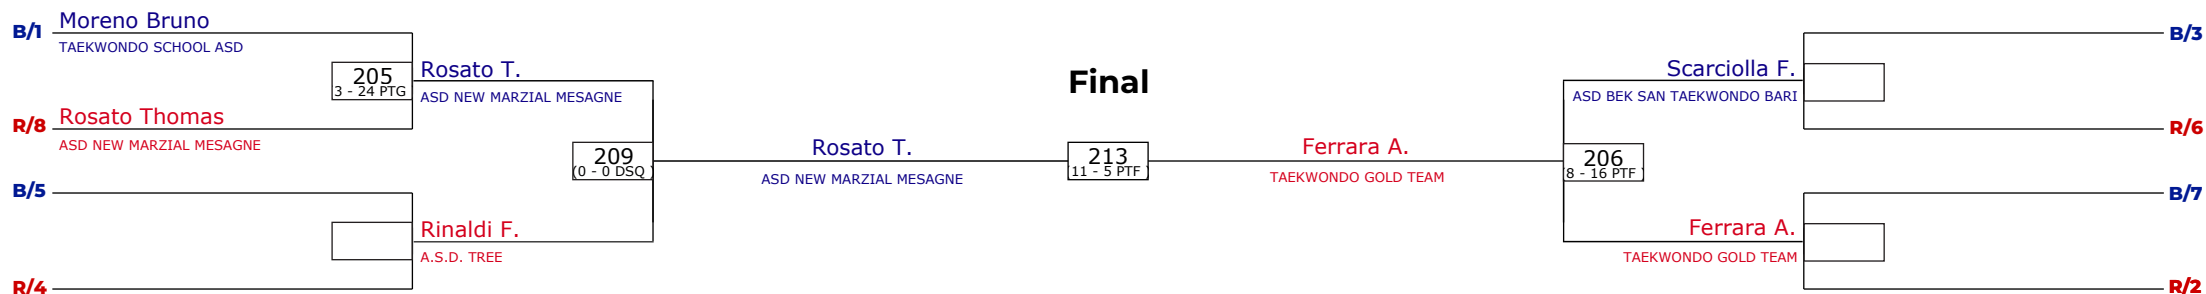 B/1
Moreno Bruno
TAEKWONDO SCHOOL ASD
205
3 - 24 PTG
Rosato T.
ASD NEW MARZIAL MESAGNE
R/8
Rosato Thomas
ASD NEW MARZIAL MESAGNE
209
(0 - 0 DSQ )
B/5
Rinaldi F.
A.S.D. TREE
R/4
Final
Rosato T.
ASD NEW MARZIAL MESAGNE
213
(11 - 5 PTF )
Ferrara A.
TAEKWONDO GOLD TEAM
Scarciolla F.
ASD BEK SAN TAEKWONDO BARI
206
(8 - 16 PTF )
Ferrara A.
TAEKWONDO GOLD TEAM
B/3
R/6
B/7
R/2